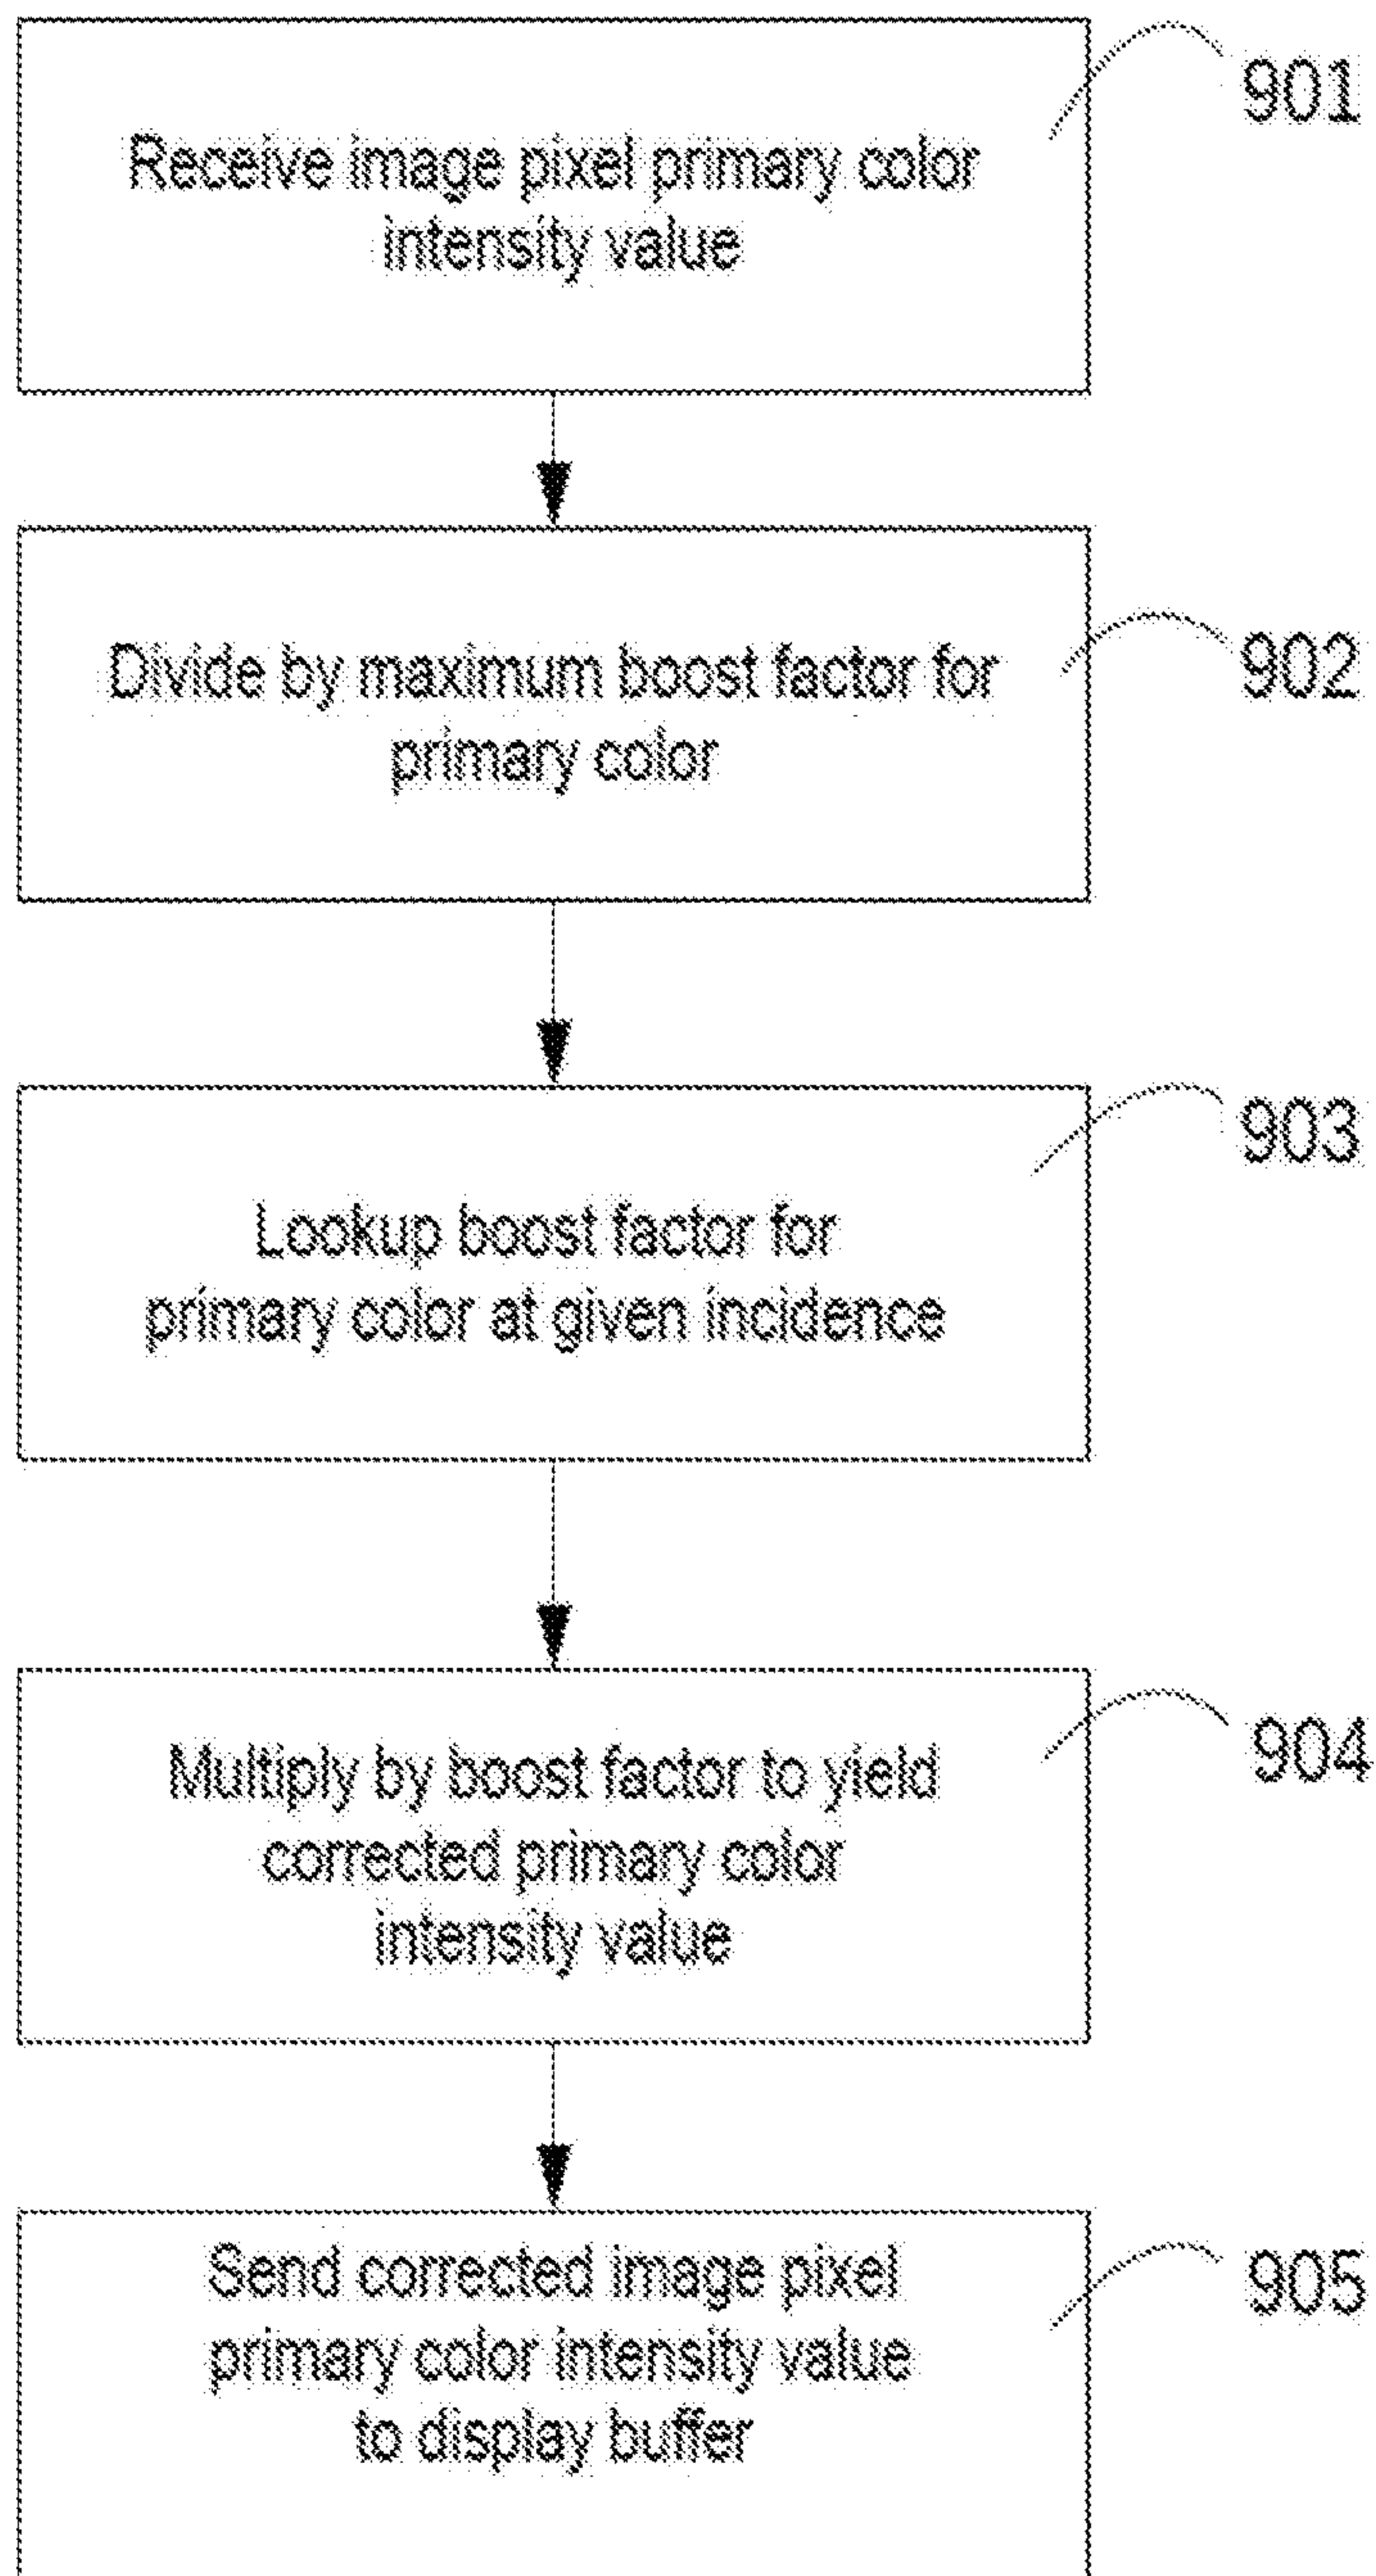 901
Receive image pixel primary color
intensity value
902
Divide by maximum boost factor for
primary color
903
Lookup boost factor for
primary color at given incidence
904
Multiply by boost factor to yield
corrected primary color
intensity value
905
Send corrected image pixel
primary color intensity value
to display buffer